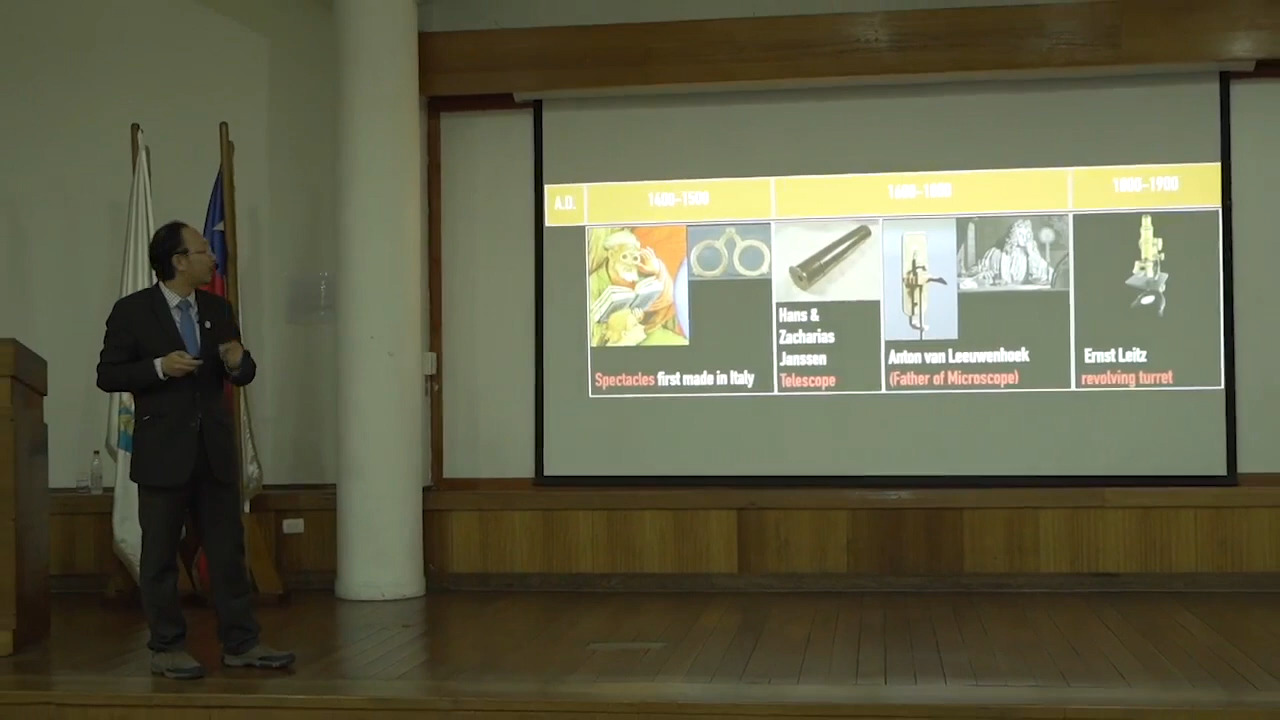 A.D.
1400-1500
1600-1800
1800-1900
Spectacles first made in Italy
Hans &
Zacharias
Janssen
Telescope
Anton van Leeuwenhoek
(Father of Microscope)
Ernst Leitz
revolving turret